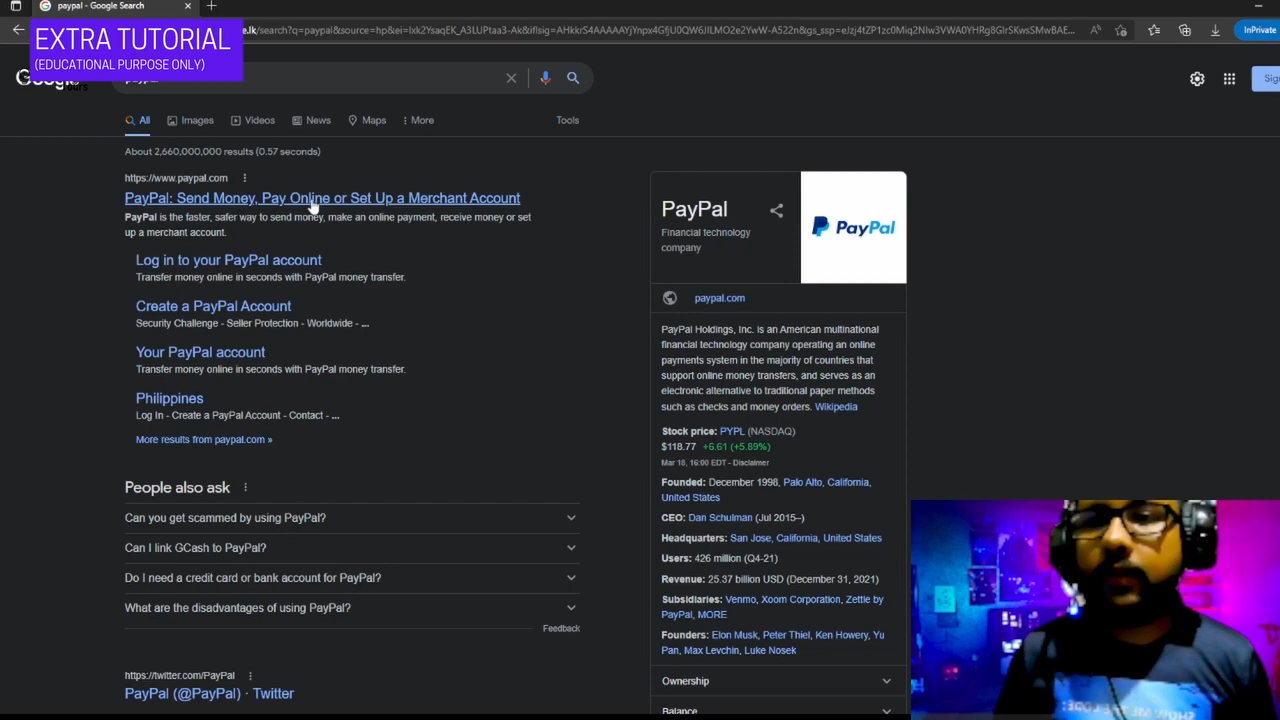 paypal - Google Search
EXTRA TUTORIAL
(EDUCATIONAL PURPOSE ONLY)
InPrivate
All
Images
Videos
News
Maps
More
Tools
About 2,660,000,000 results (0.57 seconds)
https://www.paypal.com
PayPal: Send Money, Pay Online or Set Up a Merchant Account
PayPal is the faster, safer way to send money, make an online payment, receive money or set
up a merchant account.
Log in to your PayPal account
Transfer money online in seconds with PayPal money transfer.
Create a PayPal Account
Security Challenge - Seller Protection - Worldwide - ...
Your PayPal account
Transfer money online in seconds with PayPal money transfer.
Philippines
Log In - Create a PayPal Account - Contact - ...
More results from paypal.com »
People also ask
Can you get scammed by using PayPal?
Can I link GCash to PayPal?
Do I need a credit card or bank account for PayPal?
What are the disadvantages of using PayPal?
Feedback
https://twitter.com/PayPal
PayPal (@PayPal) · Twitter
PayPal
Financial technology
company
PayPal
paypal.com
PayPal Holdings, Inc. is an American multinational
financial technology company operating an online
payments system in the majority of countries that
support online money transfers, and serves as an
electronic alternative to traditional paper methods
such as checks and money orders. Wikipedia
Stock price: PYPL (NASDAQ)
$118.77 +6.61 (+5.89%)
Mar 18, 16:00 EDT - Disclaimer
Founded: December 1998, Palo Alto, California,
United States
CEO: Dan Schulman (Jul 2015–)
Headquarters: San Jose, California, United States
Users: 426 million (Q4-21)
Revenue: 25.37 billion USD (December 31, 2021)
Subsidiaries: Venmo, Xoom Corporation, Zettle by
PayPal, MORE
Founders: Elon Musk, Peter Thiel, Ken Howery, Yu
Pan, Max Levchin, Luke Nosek
Ownership
Balance